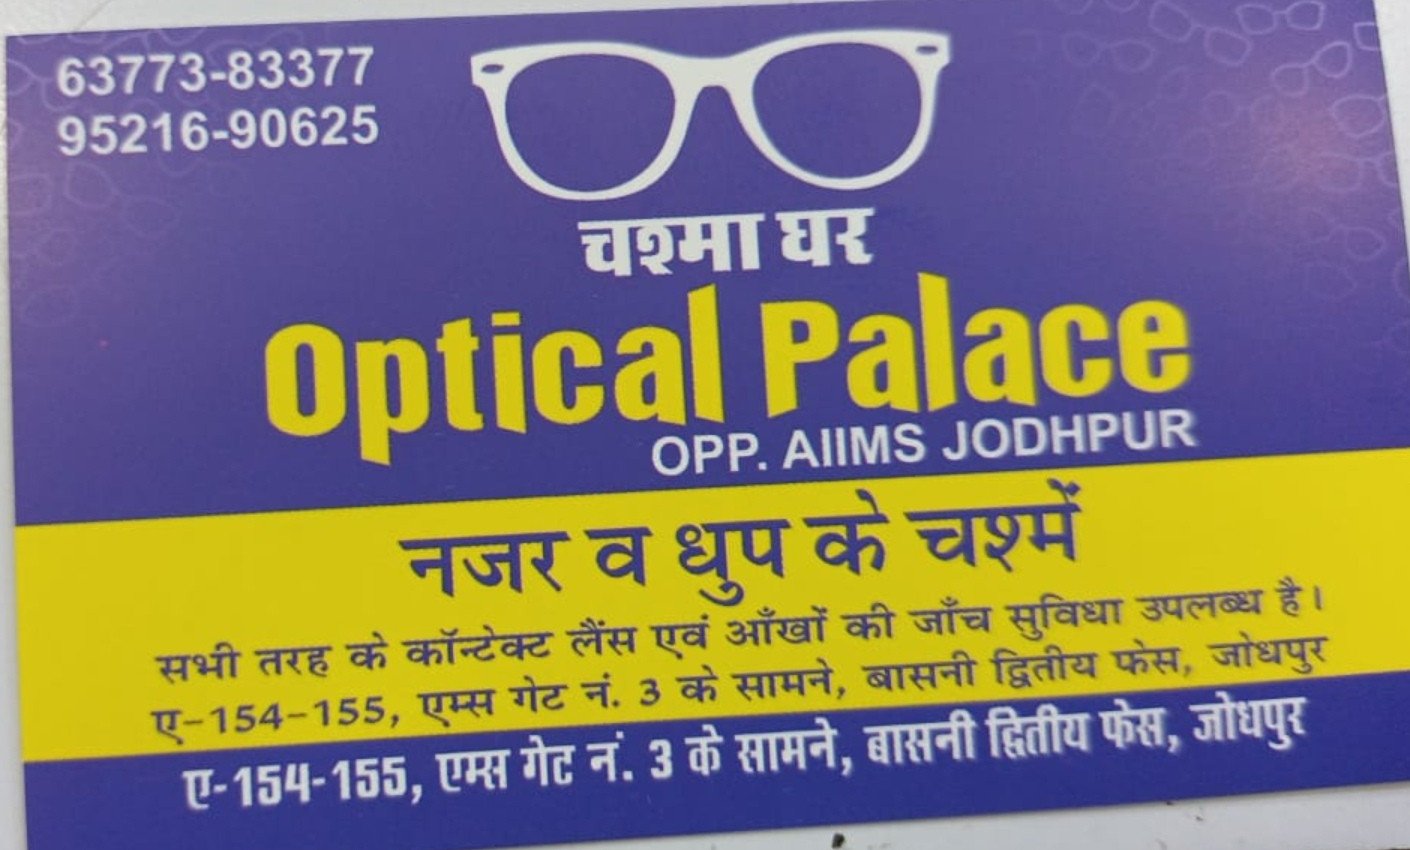 63773-83377
95216-90625
चश्मा घर
Optical Palace
OPP. AIIMS JODHPUR
नजर व धुप के चश्में
सभी तरह के कॉन्टेक्ट लैंस एवं आँखों की जाँच सुविधा उपलब्ध है।
ए-154-155, एम्स गेट नं. 3 के सामने, बासनी द्वितीय फेस, जोधपुर
ए-154-155, एम्स गेट नं. 3 के सामने, बासनी द्वितीय फेस, जोधपुर